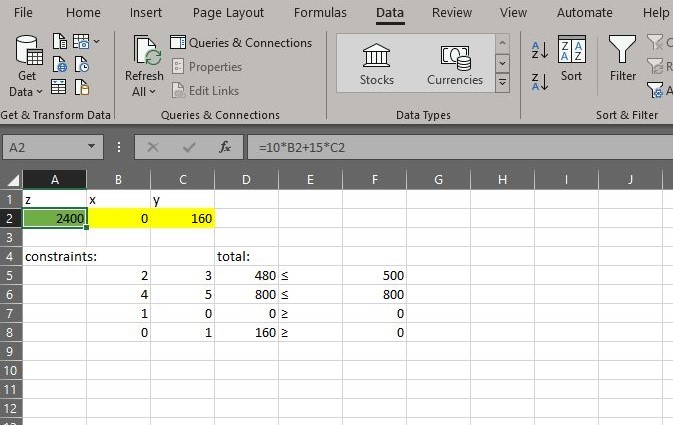 File Home Insert Page Layout Formulas Data Review View Automate Help
Queries & Connections
Properties
Edit Links
Get Data
Refresh All
Stocks Currencies
A Z Z A
Z A A Z
Sort Filter
Get & Transform Data Queries & Connections Data Types Sort & Filter
A2 fx =10*B2+15*C2
A B C D E F G H I J
1 z x y
2 2400 0 160
3
4 constraints: total:
5 2 3 480 ≤ 500
6 4 5 800 ≤ 800
7 1 0 0 ≥ 0
8 0 1 160 ≥ 0
9
10
11
12